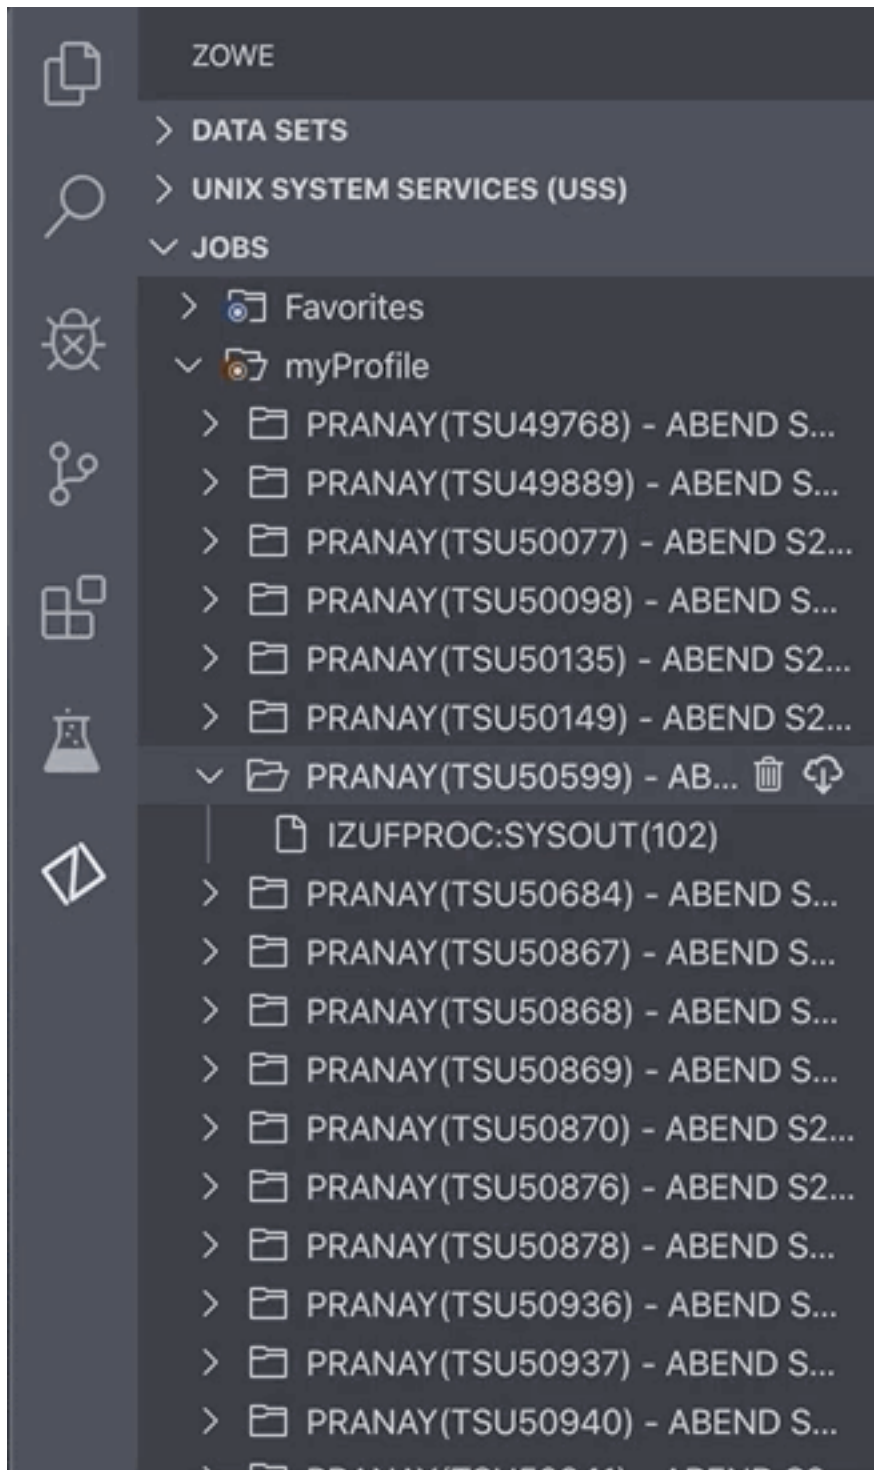 ZOWE
DATA SETS
UNIX SYSTEM SERVICES (USS)
JOBS
Favorites
myProfile
PRANAY(TSU49768) - ABEND S...
PRANAY(TSU49889) - ABEND S...
PRANAY(TSU50077) - ABEND S2...
PRANAY(TSU50098) - ABEND S...
PRANAY(TSU50135) - ABEND S2...
PRANAY(TSU50149) - ABEND S2...
PRANAY(TSU50599) - AB...
IZUFPROC:SYSOUT(102)
PRANAY(TSU50684) - ABEND S...
PRANAY(TSU50867) - ABEND S...
PRANAY(TSU50868) - ABEND S...
PRANAY(TSU50869) - ABEND S...
PRANAY(TSU50870) - ABEND S2...
PRANAY(TSU50876) - ABEND S2...
PRANAY(TSU50878) - ABEND S...
PRANAY(TSU50936) - ABEND S...
PRANAY(TSU50937) - ABEND S...
PRANAY(TSU50940) - ABEND S...